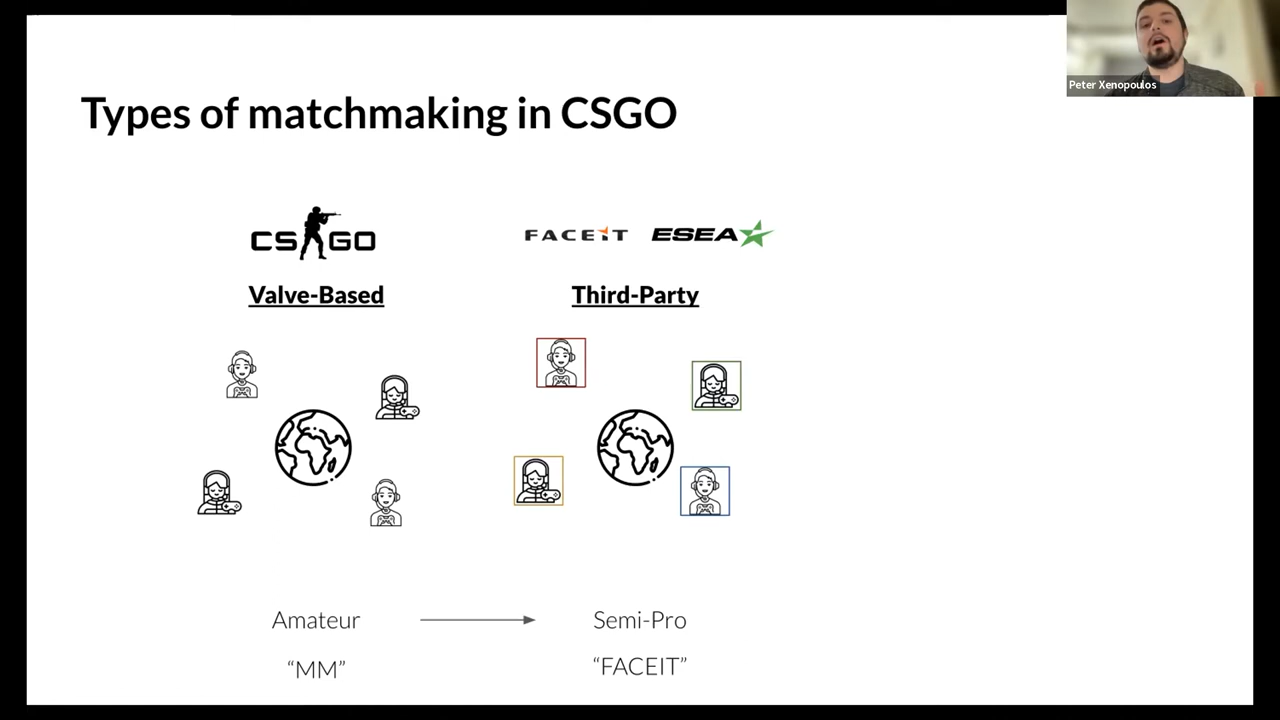 Peter Xenopoulos
Types of matchmaking in CSGO
CS GO
FACEIT ESEA
Valve-Based
Third-Party
Amateur
Semi-Pro
“MM”
“FACEIT”